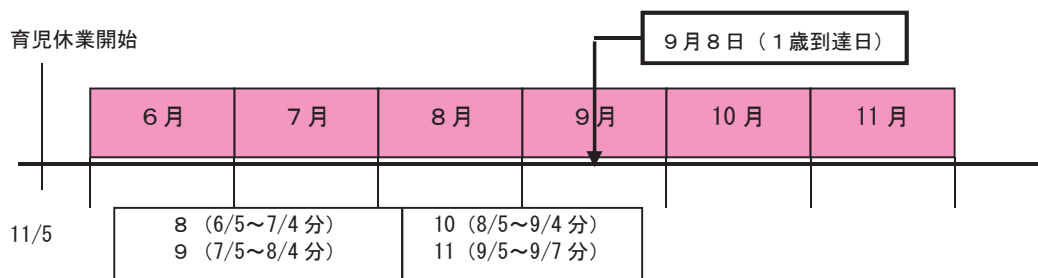 育児休業開始
９月８日（１歳到達日）
６月
７月
８月
９月
10月
11月
11/5
８（6/5～7/4 分）
９（7/5～8/4 分）
10（8/5～9/4 分）
11（9/5～9/7 分）